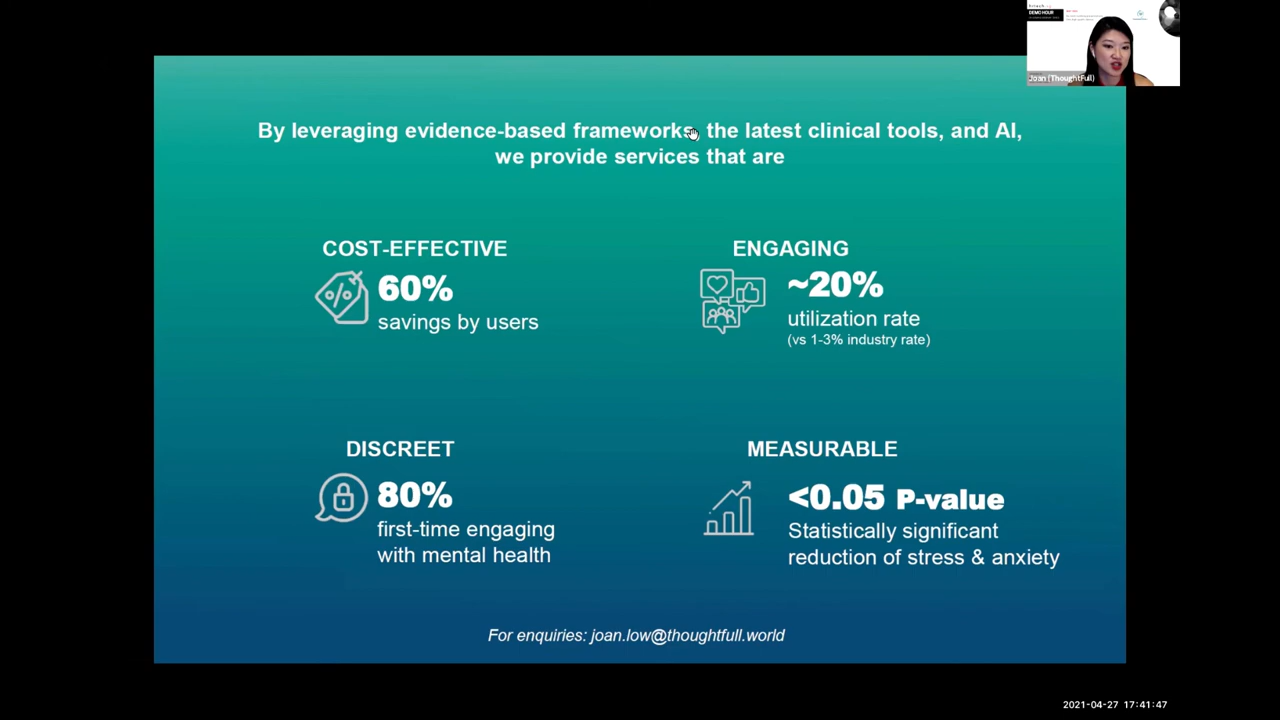 DEMO HOUR
Joan (ThoughtFull)
By leveraging evidence-based frameworks, the latest clinical tools, and AI,
we provide services that are
COST-EFFECTIVE
60%
savings by users
ENGAGING
~20%
utilization rate
(vs 1-3% industry rate)
DISCREET
80%
first-time engaging
with mental health
MEASURABLE
<0.05 P-value
Statistically significant
reduction of stress & anxiety
For enquiries: joan.low@thoughtfull.world
2021-04-27 17:41:47